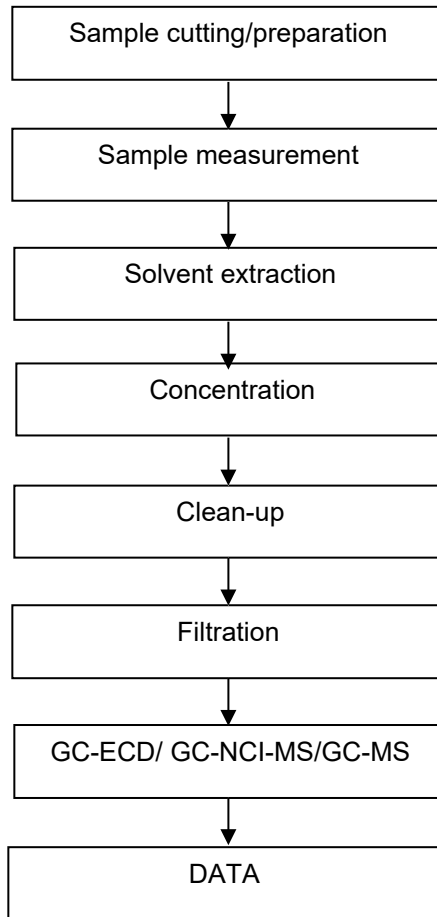 Sample cutting/preparation
Sample measurement
Solvent extraction
Concentration
Clean-up
Filtration
GC-ECD/ GC-NCI-MS/GC-MS
DATA